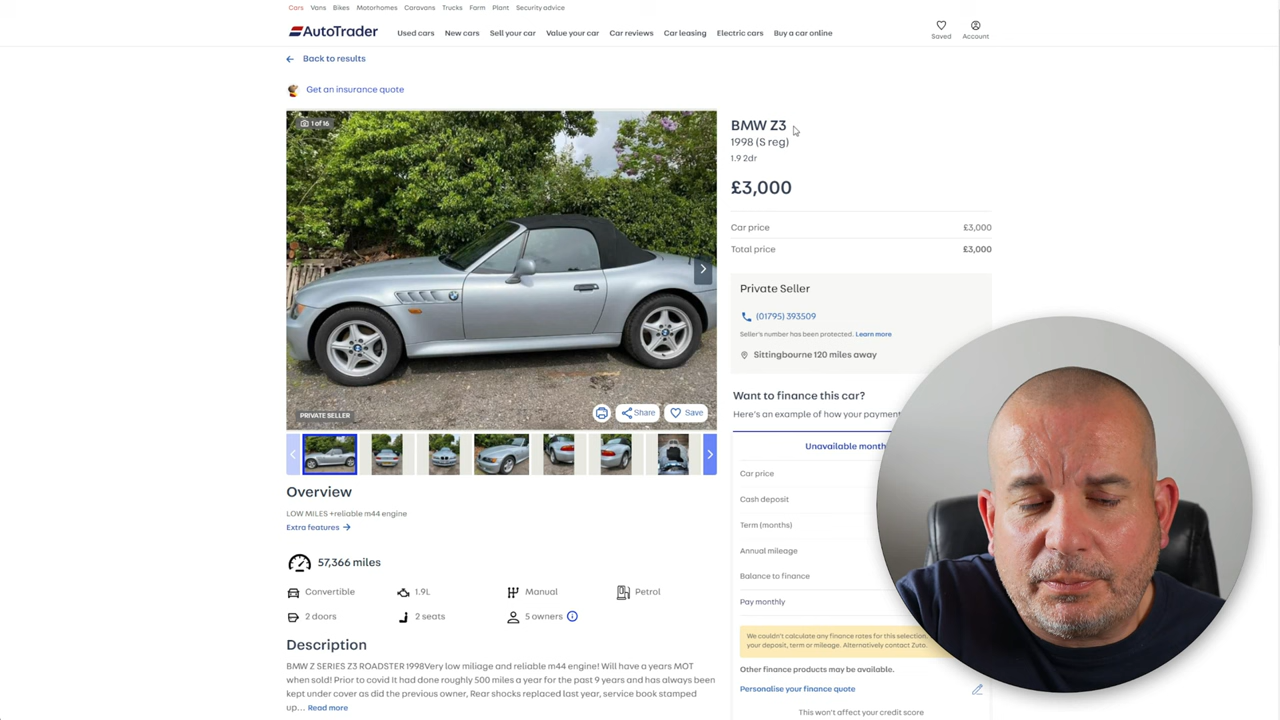 Cars Vans Bikes Motorhomes Caravans Trucks Farm Plant Security advice
AutoTrader Used cars New cars Sell your car Value your car Car reviews Car leasing Electric cars Buy a car online Saved Account
Back to results
Get an insurance quote
1 of 16
PRIVATE SELLER
Share
Save
Overview
LOW MILES +reliable m44 engine
Extra features
57,366 miles
Convertible 1.9L Manual Petrol
2 doors 2 seats 5 owners
Description
BMW Z SERIES Z3 ROADSTER 1998Very low miliage and reliable m44 engine! Will have a years MOT
when sold! Prior to covid It had done roughly 500 miles a year for the past 9 years and has always been
kept under cover as did the previous owner, Rear shocks replaced last year, service book stamped
up... Read more
BMW Z3
1998 (S reg)
1.9 2dr
£3,000
Car price £3,000
Total price £3,000
Private Seller
(01795) 393509
Seller's number has been protected. Learn more
Sittingbourne 120 miles away
Want to finance this car?
Here's an example of how your payment
Unavailable month
Car price
Cash deposit
Term (months)
Annual mileage
Balance to finance
Pay monthly
We couldn't calculate any finance rates for this selection.
your deposit, term or mileage. Alternatively contact Zuto.
Other finance products may be available.
Personalise your finance quote
This won't affect your credit score